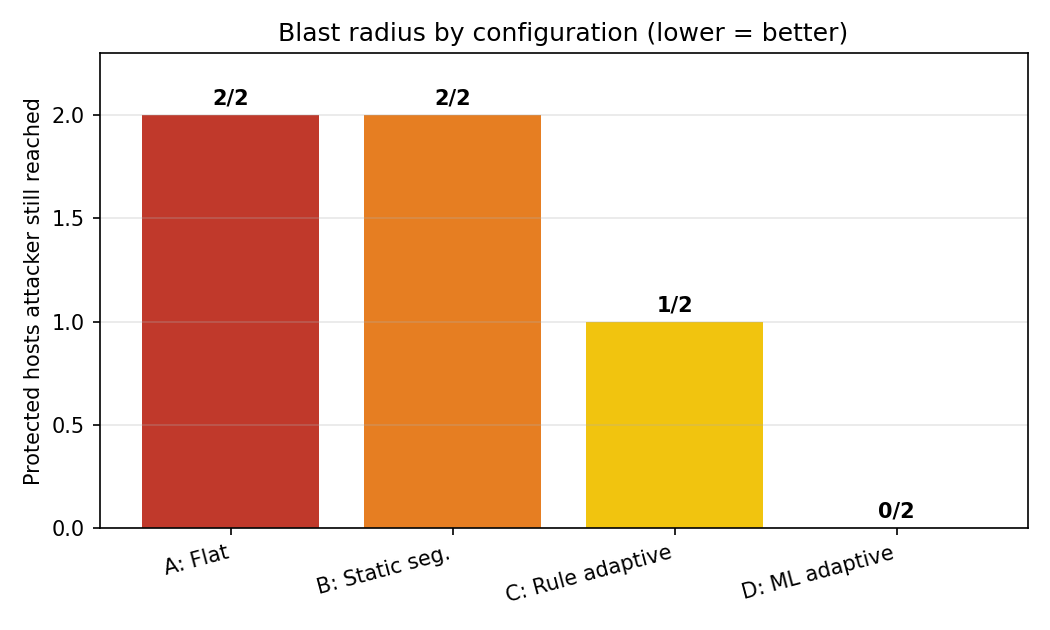 Blast radius by configuration (lower = better)
Protected hosts attacker still reached
2.0
1.5
1.0
0.5
0.0
2/2
2/2
1/2
0/2
A: Flat
B: Static seg.
C: Rule adaptive
D: ML adaptive